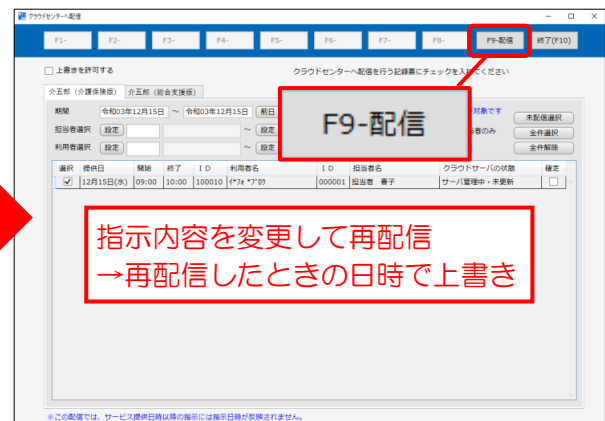 クラウドセンターへ配信
F1-
F2-
F3-
F4-
F5-
F6-
F7-
F8-
F9-配信
終了(F10)
上書きを許可する
クラウドセンターへ配信を行う記録票にチェックを入れてください
介五郎（介護保険版）
介五郎（総合支援版）
期間
令和03年12月15日
～
令和03年12月15日
前日
対象です
未配信選択
担当者選択
設定
～
設定
者のみ
全件選択
利用者選択
設定
～
設定
全件解除
F9-配信
選択
提供日
開始
終了
ＩＤ
利用者名
ＩＤ
担当者名
クラウドサーバの状態
確定
12月15日(水)
09:00
10:00
100010
000001
担当者 春子
サーバ管理中・未更新
指示内容を変更して再配信
→再配信したときの日時で上書き
※この配信では、サービス提供日時以降の指示には指示日時が反映されません。